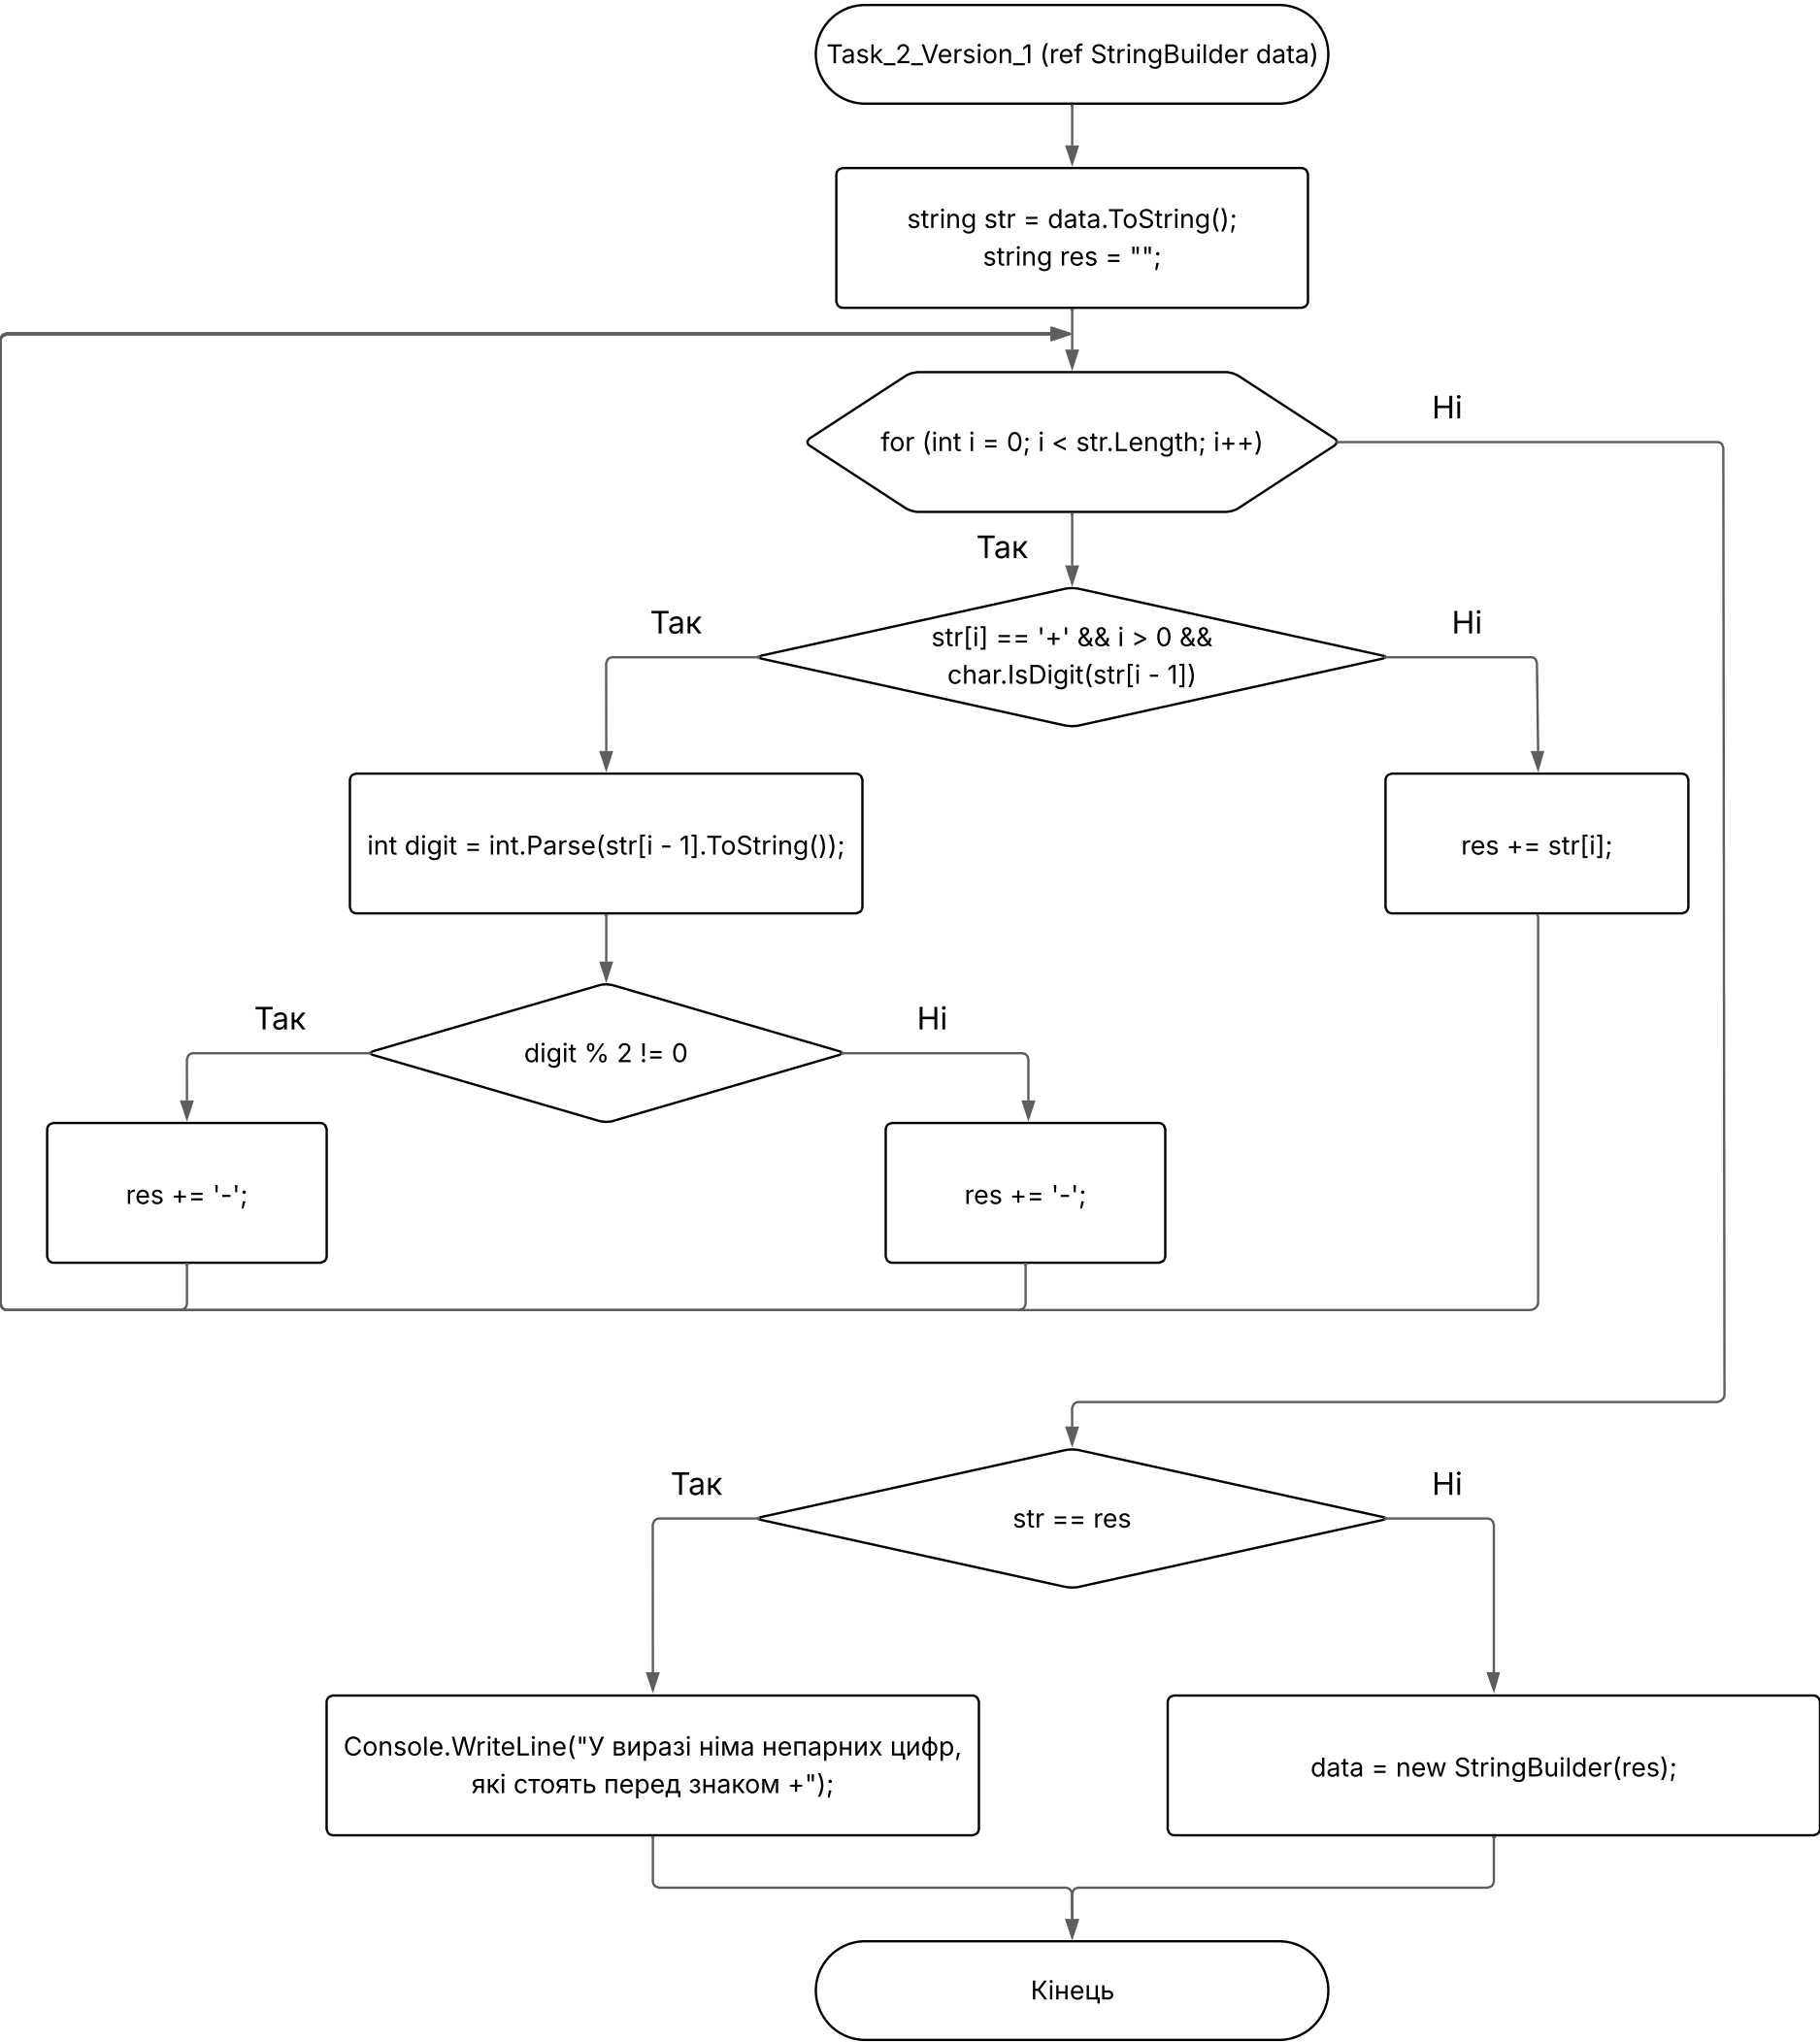 Task_2_Version_1 (ref StringBuilder data)
string str = data.ToString();
string res = "";
for (int i = 0; i < str.Length; i++)
Ні
Так
str[i] == '+' && i > 0 &&
char.IsDigit(str[i - 1])
Так
Ні
int digit = int.Parse(str[i - 1].ToString());
res += str[i];
digit % 2 != 0
Так
Ні
res += '-';
res += '-';
str == res
Так
Ні
Console.WriteLine("У виразі німа непарних цифр,
які стоять перед знаком +");
data = new StringBuilder(res);
Кінець